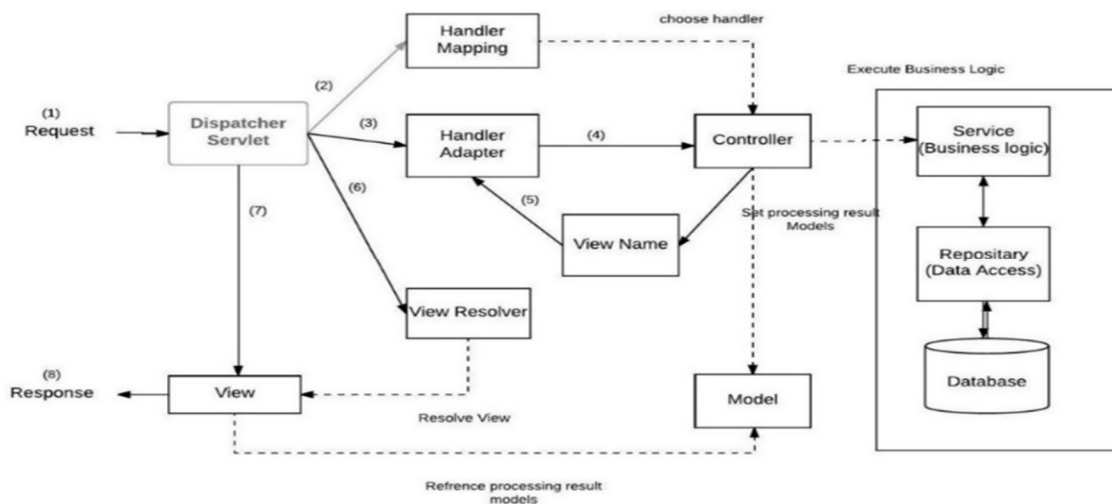 choose handler
Handler
Mapping
Execute Business Logic
(1)
Request
(2)
Dispatcher
Servlet
(3)
Handler
Adapter
(4)
Controller
Service
(Business logic)
(5)
(6)
(7)
Set processing result
Models
View Name
Repositary
(Data Access)
View Resolver
(8)
Response
View
Model
Database
Resolve View
Refrence processing result
models